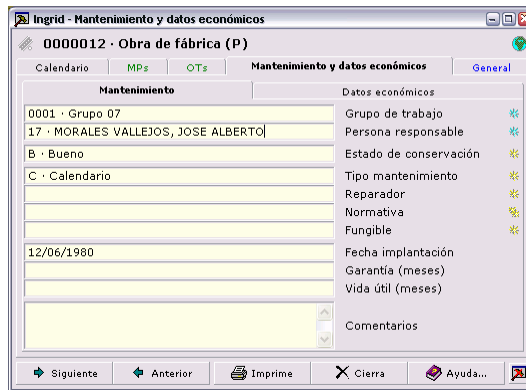 Ingrid - Mantenimiento y datos económicos
0000012 · Obra de fábrica (P)
Calendario MPs OTs Mantenimiento y datos económicos General
Mantenimiento Datos económicos
0001 · Grupo 07 Grupo de trabajo
17 · MORALES VALLEJOS, JOSE ALBERTO Persona responsable
B · Bueno Estado de conservación
C · Calendario Tipo mantenimiento
Reparador
Normativa
Fungible
12/06/1980 Fecha implantación
Garantía (meses)
Vida útil (meses)
Comentarios
Siguiente Anterior Imprime Cierra Ayuda...